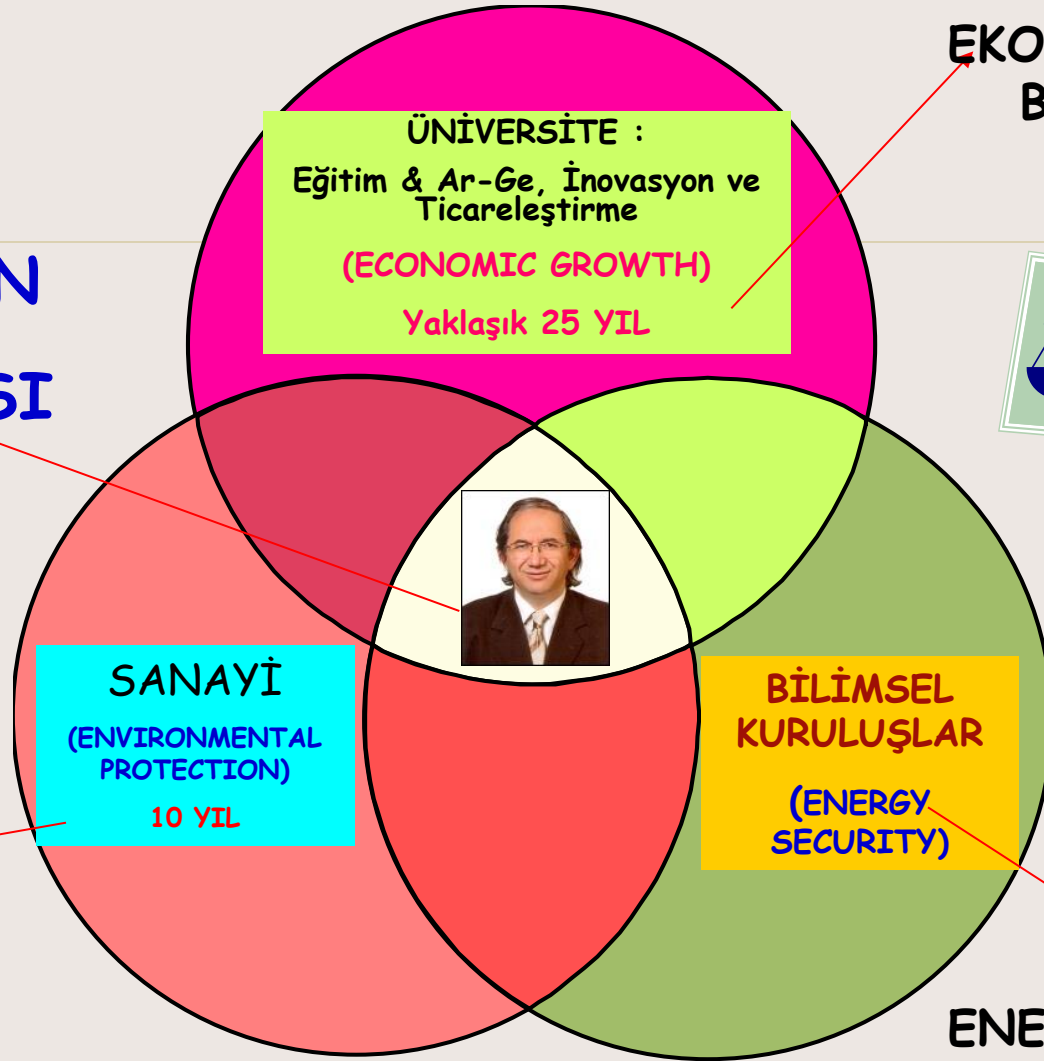 EKO
B
ÜNİVERSİTE :
Eğitim & Ar-Ge, İnovasyon ve
Ticareleştirme
(ECONOMIC GROWTH)
Yaklaşık 25 YIL
N
SI
SANAYİ
(ENVIRONMENTAL
PROTECTION)
10 YIL
BİLİMSEL
KURULUŞLAR
(ENERGY
SECURITY)
ENE